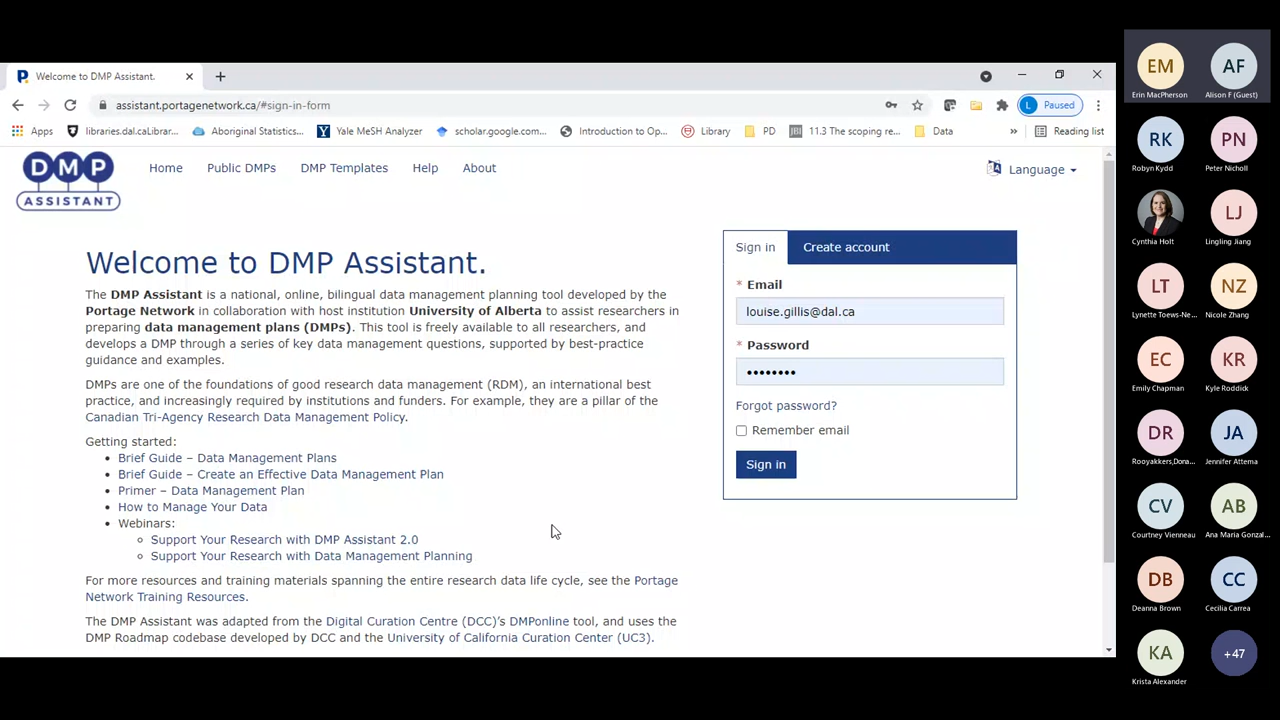 Welcome to DMP Assistant.
assistant.portagenetwork.ca/#sign-in-form
L Paused
Apps libraries.dal.caLibrar... Aboriginal Statistics... Yale MeSH Analyzer scholar.google.com... Introduction to Op... Library PD JBI 11.3 The scoping re... Data » Reading list
DMP
ASSISTANT
Home Public DMPs DMP Templates Help About Language
Welcome to DMP Assistant.
The DMP Assistant is a national, online, bilingual data management planning tool developed by the
Portage Network in collaboration with host institution University of Alberta to assist researchers in
preparing data management plans (DMPs). This tool is freely available to all researchers, and
develops a DMP through a series of key data management questions, supported by best-practice
guidance and examples.
DMPs are one of the foundations of good research data management (RDM), an international best
practice, and increasingly required by institutions and funders. For example, they are a pillar of the
Canadian Tri-Agency Research Data Management Policy.
Getting started:
• Brief Guide – Data Management Plans
• Brief Guide – Create an Effective Data Management Plan
• Primer – Data Management Plan
• How to Manage Your Data
• Webinars:
Support Your Research with DMP Assistant 2.0
Support Your Research with Data Management Planning
For more resources and training materials spanning the entire research data life cycle, see the Portage
Network Training Resources.
The DMP Assistant was adapted from the Digital Curation Centre (DCC)'s DMPonline tool, and uses the
DMP Roadmap codebase developed by DCC and the University of California Curation Center (UC3).
Sign in Create account
* Email
louise.gillis@dal.ca
* Password
••••••••
Forgot password?
Remember email
Sign in
EM AF
Erin MacPherson Alison F (Guest)
RK PN
Robyn Kydd Peter Nicholl
LJ
Cynthia Holt Lingling Jiang
LT NZ
Lynette Toews-Ne... Nicole Zhang
EC KR
Emily Chapman Kyle Roddick
DR JA
Rooyakkers,Dona... Jennifer Attema
CV AB
Courtney Vienneau Ana Maria Gonzal...
DB CC
Deanna Brown Cecilia Carrea
KA +47
Krista Alexander